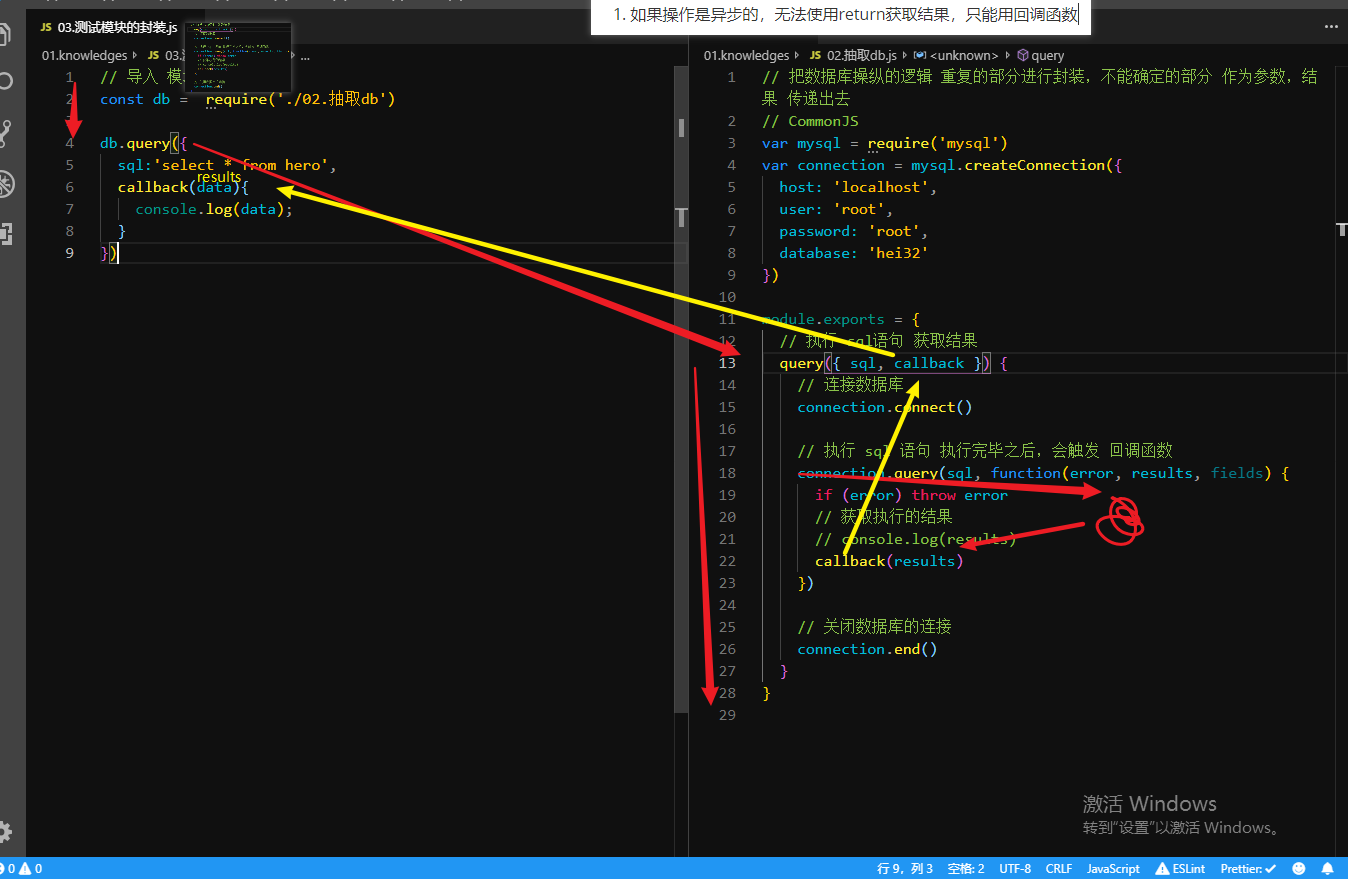 1. 如果操作是异步的，无法使用return获取结果，只能用回调函数
JS 03.测试模块的封装.js
01.knowledges JS 03. ...
1 // 导入 模
2 const db = require('./02.抽取db')
4 db.query({
5 sql:'select * from hero',
results
6 callback(data){
7 console.log(data);
8 }
9 })
01.knowledges JS 02.抽取db.js <unknown> query
1 // 把数据库操纵的逻辑 重复的部分进行封装，不能确定的部分 作为参数，结
果 传递出去
2 // CommonJS
3 var mysql = require('mysql')
4 var connection = mysql.createConnection({
5 host: 'localhost',
6 user: 'root',
7 password: 'root',
8 database: 'hei32'
9 })
10
11 module.exports = {
12 // 执行 sql语句 获取结果
13 query({ sql, callback }) {
14 // 连接数据库
15 connection.connect()
16
17 // 执行 sql 语句 执行完毕之后，会触发 回调函数
18 connection.query(sql, function(error, results, fields) {
19 if (error) throw error
20 // 获取执行的结果
21 // console.log(results)
22 callback(results)
23 })
24
25 // 关闭数据库的连接
26 connection.end()
27 }
28 }
29
激活 Windows
转到"设置"以激活 Windows。
0 0 行 9，列 3 空格: 2 UTF-8 CRLF JavaScript ESLint Prettier: ✓